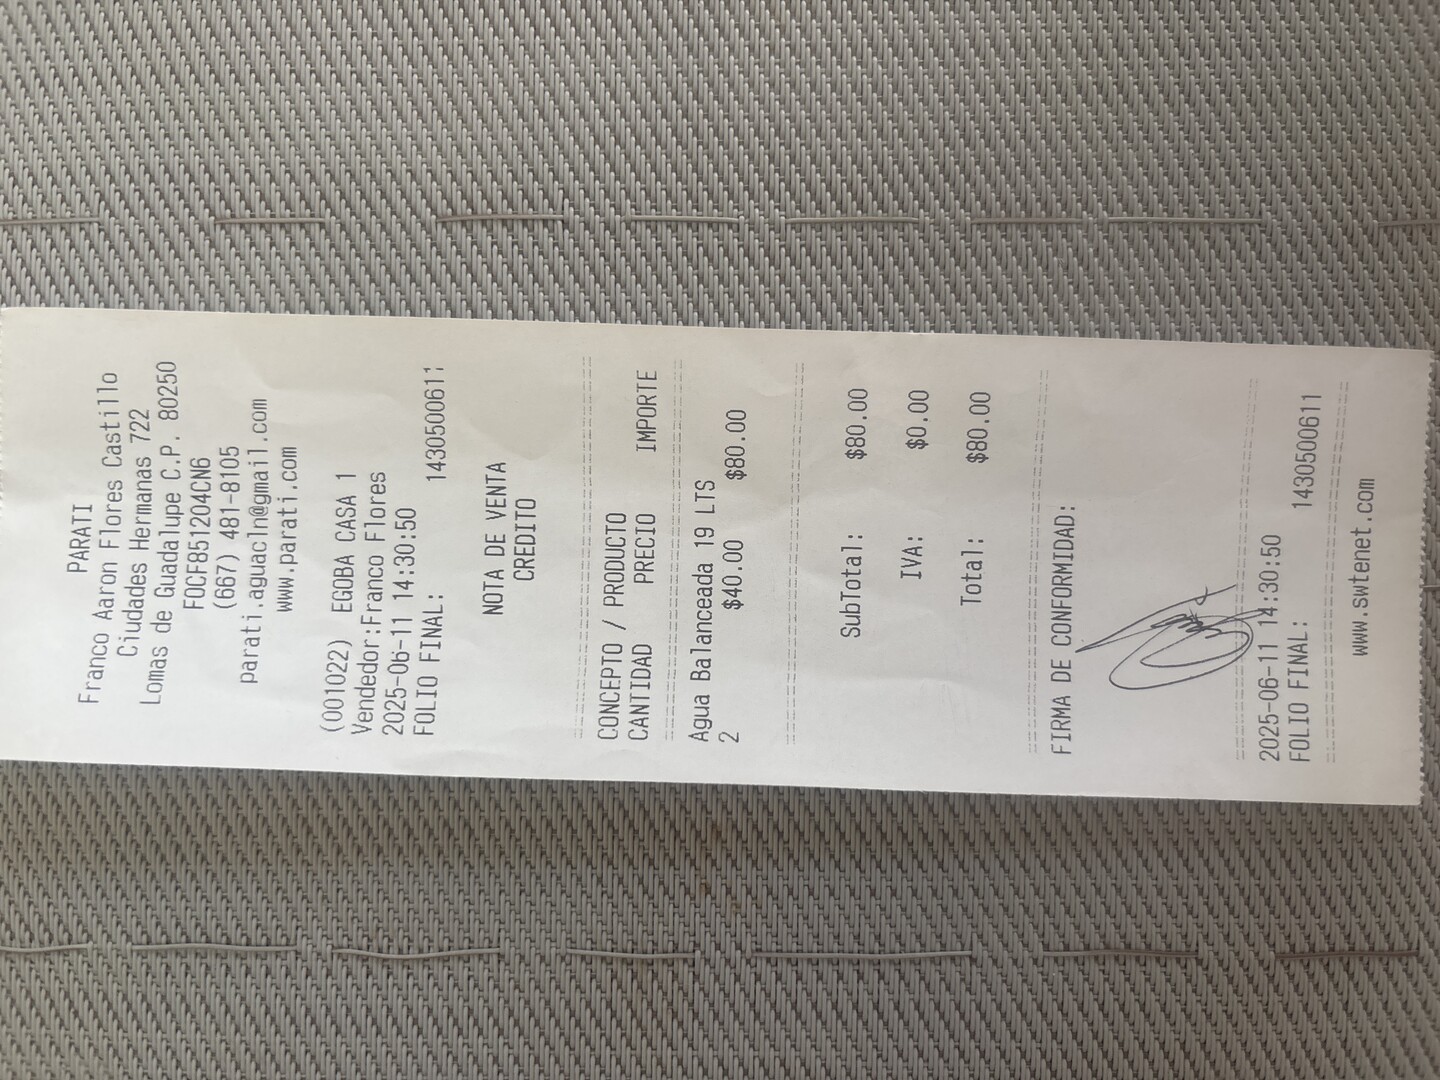 PARATI
Franco Aaron Flores Castillo
Ciudades Hermanas 722
Lomas de Guadalupe C.P. 80250
FOCF851204CN6
(667) 481-8105
parati.aguacln@gmail.com
www.parati.com
(001022) EGOBA CASA 1
Vendedor:Franco Flores
2025-06-11 14:30:50
FOLIO FINAL: 1430500611
NOTA DE VENTA
CREDITO
CONCEPTO / PRODUCTO
CANTIDAD PRECIO IMPORTE
Agua Balanceada 19 LTS
2 $40.00 $80.00
SubTotal: $80.00
IVA: $0.00
Total: $80.00
FIRMA DE CONFORMIDAD:
2025-06-11 14:30:50
FOLIO FINAL: 1430500611
www.swtenet.com